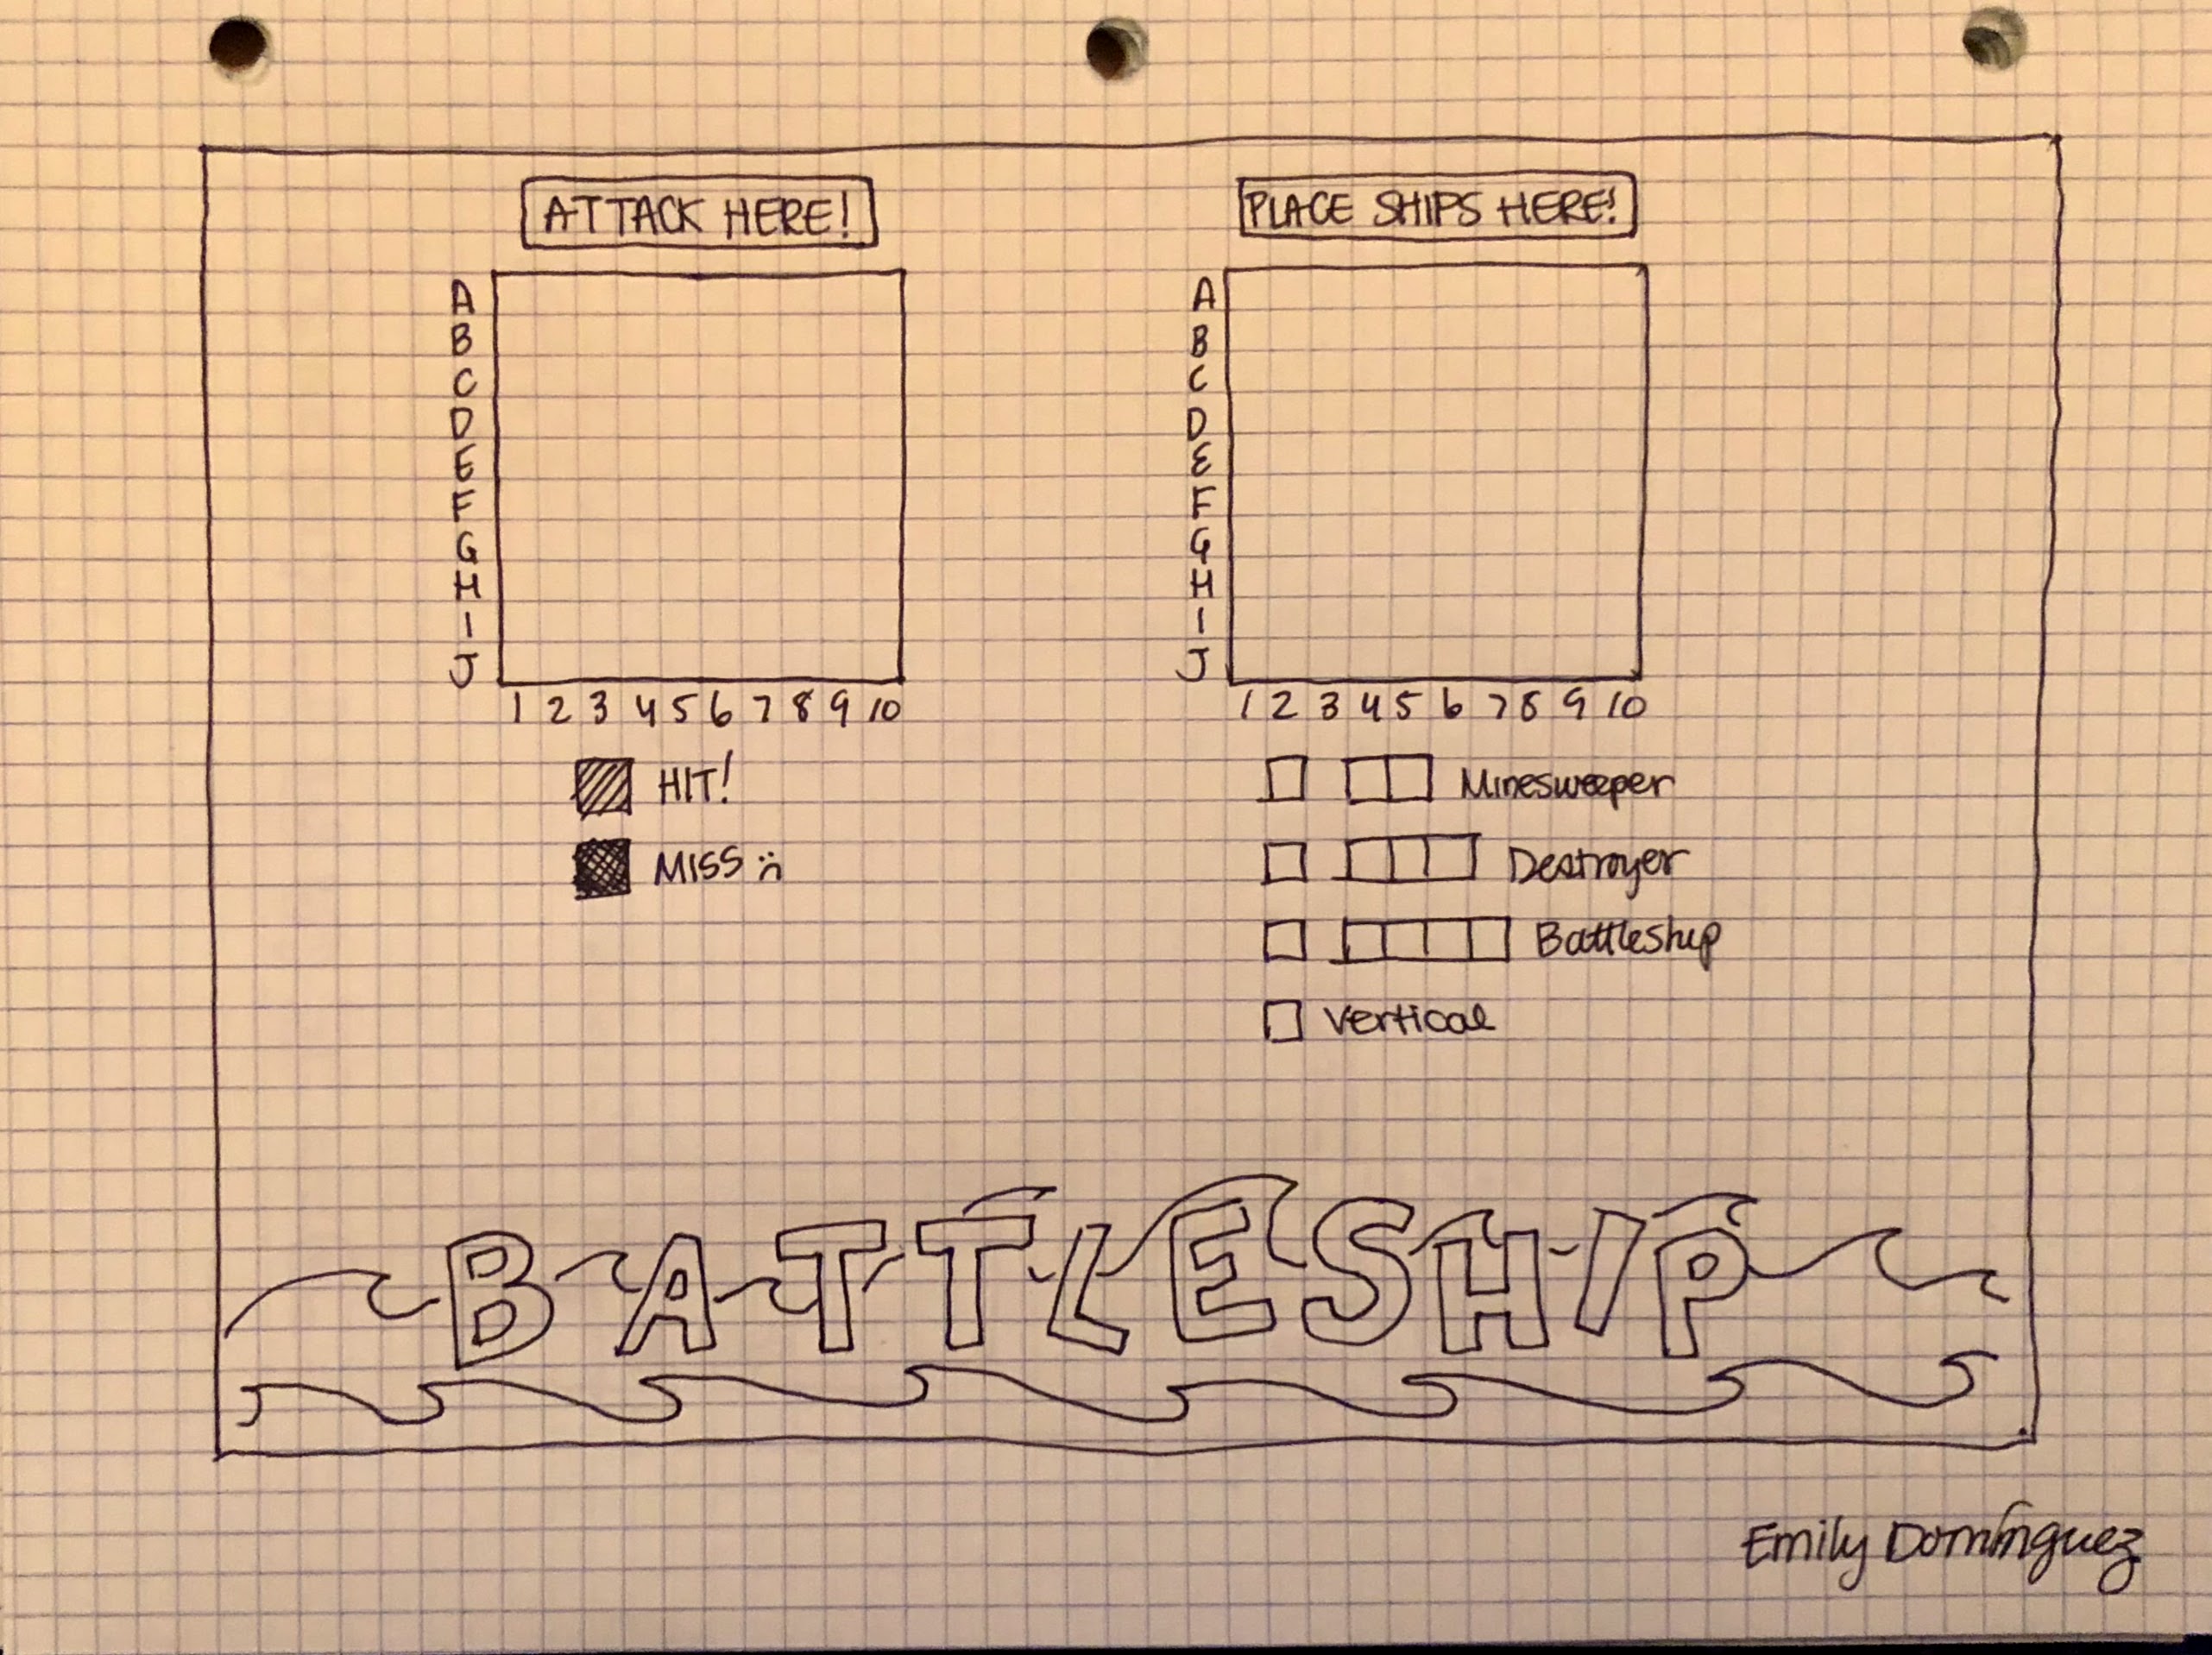 ATTACK HERE!
A
B
C
D
E
F
G
H
I
J
1 2 3 4 5 6 7 8 9 10
HIT!
MISS :(
PLACE SHIPS HERE!
A
B
C
D
E
F
G
H
I
J
1 2 3 4 5 6 7 8 9 10
Minesweeper
Destroyer
Battleship
Vertical
BATTLESHIP
Emily Domínguez